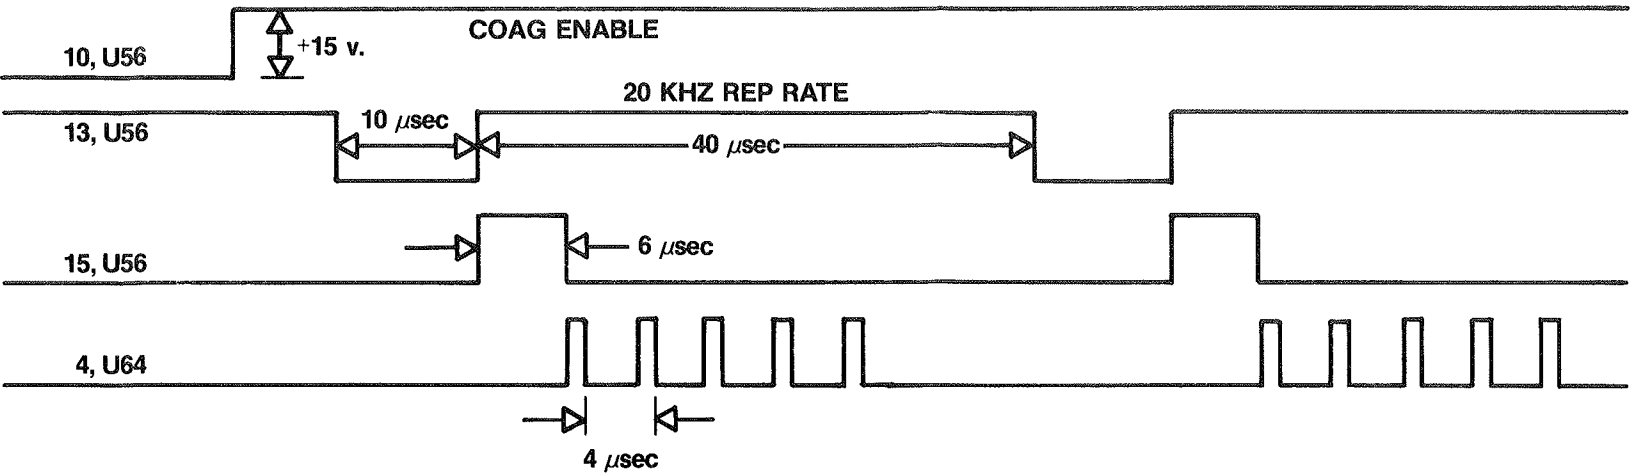 COAG ENABLE
+15 v.
10, U56
20 KHZ REP RATE
10 μsec
13, U56
40 μsec
6 μsec
15, U56
4, U64
4 μsec